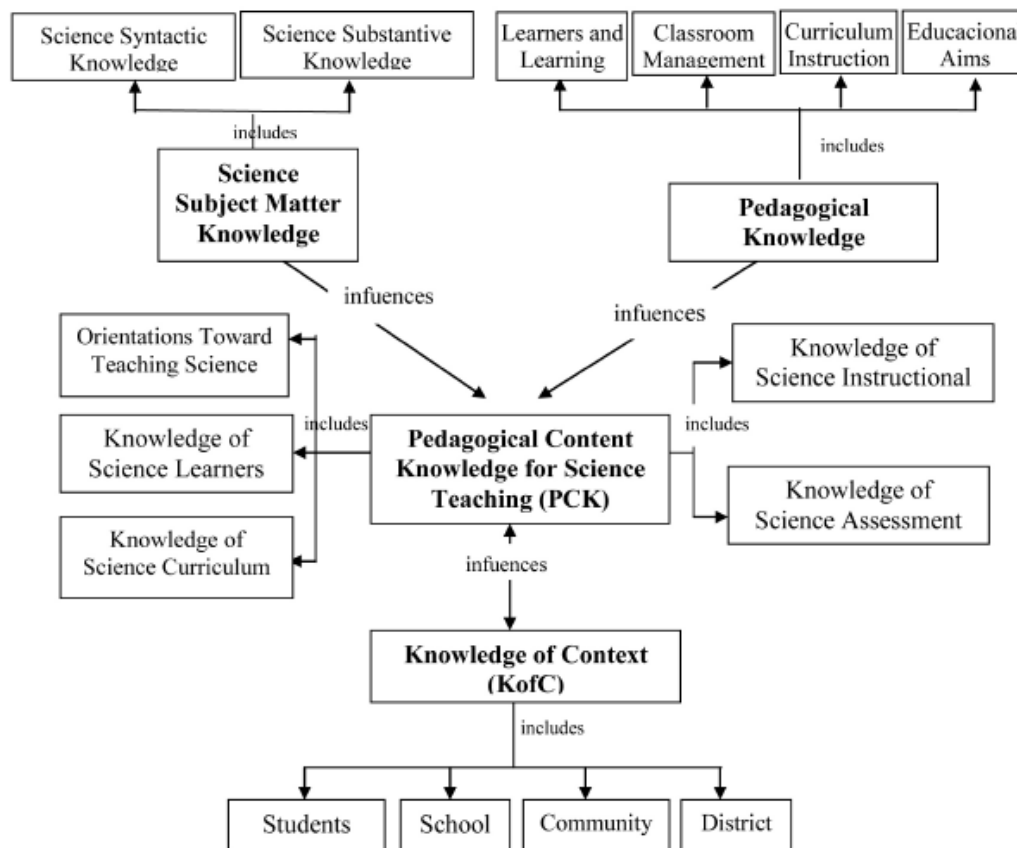 Science Syntactic
Knowledge
Science Substantive
Knowledge
Learners and
Learning
Classroom
Management
Curriculum
Instruction
Educaciona
Aims
includes
includes
Science
Subject Matter
Knowledge
Pedagogical
Knowledge
infuences
infuences
Orientations Toward
Teaching Science
Knowledge of
Science Learners
Knowledge of
Science Curriculum
includes
Pedagogical Content
Knowledge for Science
Teaching (PCK)
includes
Knowledge of
Science Instructional
Knowledge of
Science Assessment
infuences
Knowledge of Context
(KofC)
includes
Students
School
Community
District